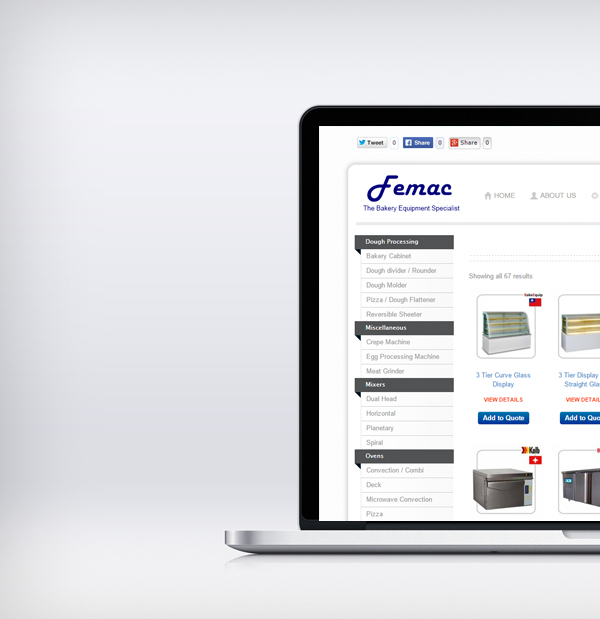 Tweet 0 Share 0 Share 0
Femac
The Bakery Equipment Specialist
HOME ABOUT US
Dough Processing
Bakery Cabinet
Dough divider / Rounder
Dough Molder
Pizza / Dough Flattener
Reversible Sheeter
Miscellaneous
Crepe Machine
Egg Processing Machine
Meat Grinder
Mixers
Dual Head
Horizontal
Planetary
Spiral
Ovens
Convection / Combi
Deck
Microwave Convection
Pizza
Showing all 67 results
3 Tier Curve Glass
Display
VIEW DETAILS
Add to Quote
3 Tier Display
Straight Gla
VIEW DETAILS
Add to Quo
Kolb